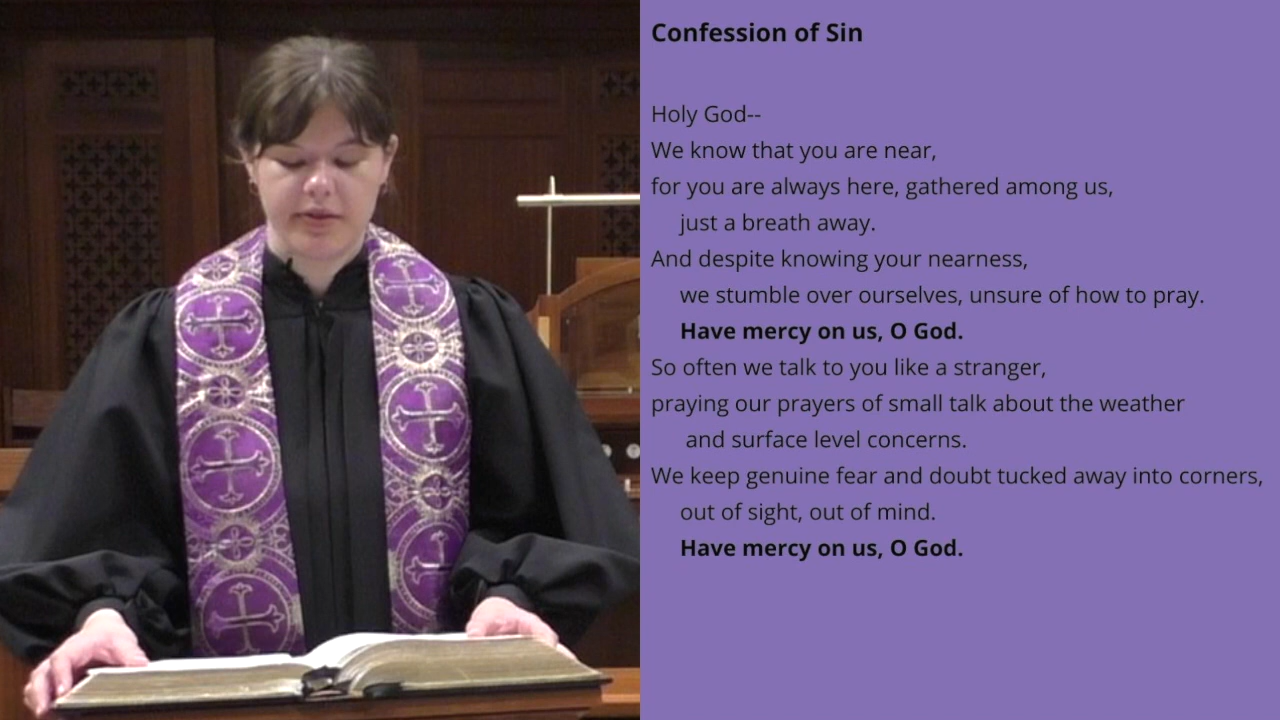 Confession of Sin
Holy God--
We know that you are near,
for you are always here, gathered among us,
just a breath away.
And despite knowing your nearness,
we stumble over ourselves, unsure of how to pray.
Have mercy on us, O God.
So often we talk to you like a stranger,
praying our prayers of small talk about the weather
and surface level concerns.
We keep genuine fear and doubt tucked away into corners,
out of sight, out of mind.
Have mercy on us, O God.